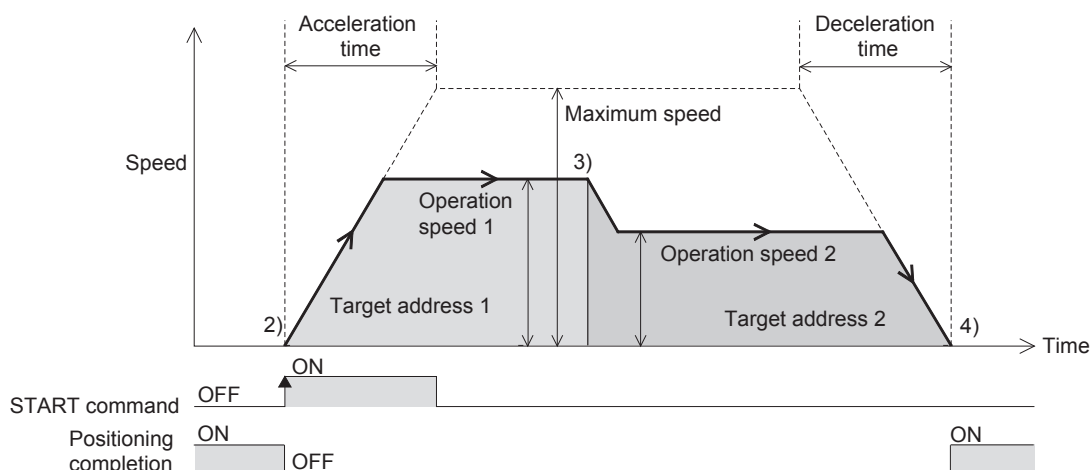 Acceleration
time
Deceleration
time
Maximum speed
Speed
3)
Operation
speed 1
Operation speed 2
Target address 1
Target address 2
2)
4)
Time
ON
OFF
START command
Positioning
completion
ON
OFF
ON